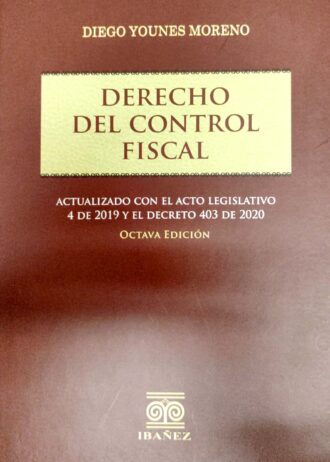 DIEGO YOUNES MORENO
DERECHO
DEL CONTROL
FISCAL
ACTUALIZADO CON EL ACTO LEGISLATIVO
4 DE 2019 Y EL DECRETO 403 DE 2020
OCTAVA EDICIÓN
IBAÑEZ